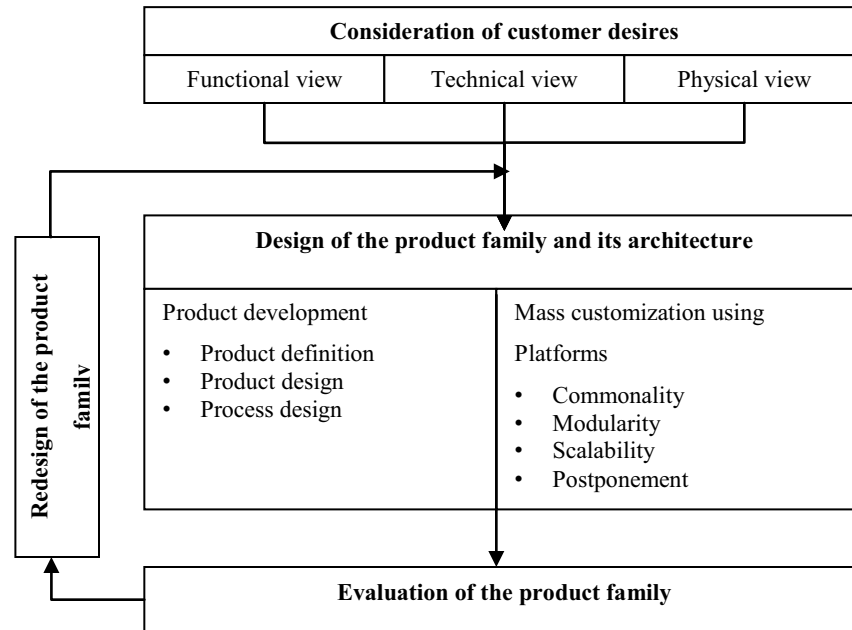 Consideration of customer desires
Functional view
Technical view
Physical view
Design of the product family and its architecture
Product development
• Product definition
• Product design
• Process design
Mass customization using
Platforms
• Commonality
• Modularity
• Scalability
• Postponement
Redesign of the product
family
Evaluation of the product family